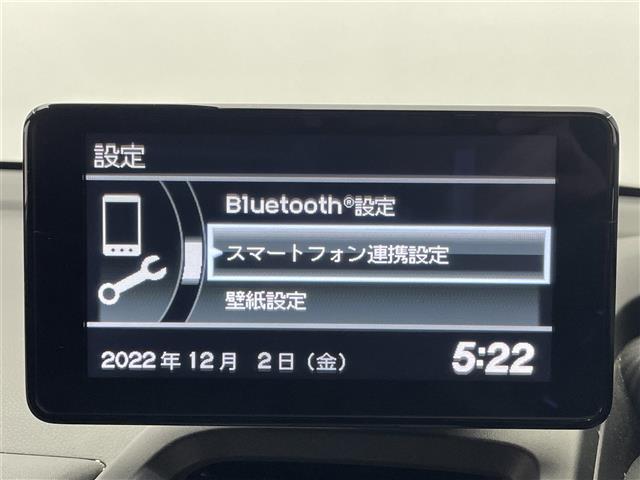 設定
Bluetooth®設定
スマートフォン連携設定
壁紙設定
2022年12月 2日（金） 5:22